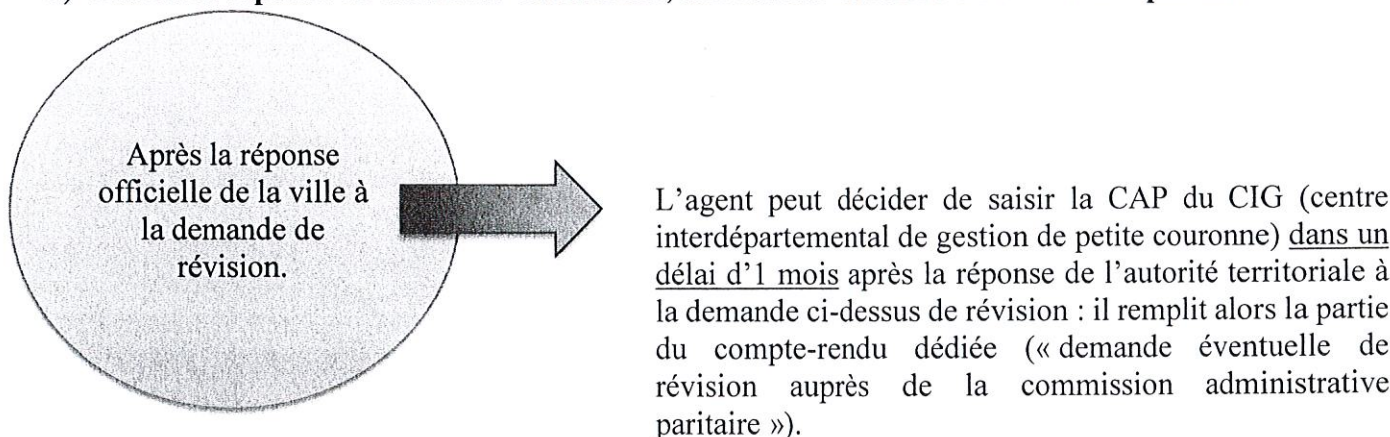 Après la réponse
officielle de la ville à
la demande de
révision.
L'agent peut décider de saisir la CAP du CIG (centre
interdépartemental de gestion de petite couronne) dans un
délai d'1 mois après la réponse de l'autorité territoriale à
la demande ci-dessus de révision : il remplit alors la partie
du compte-rendu dédiée (« demande éventuelle de
révision auprès de la commission administrative
paritaire »).